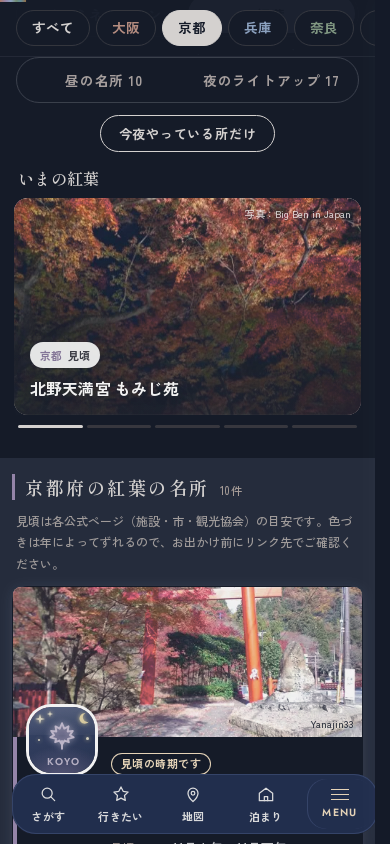 すべて 大阪 京都 兵庫 奈良
昼の名所 10 夜のライトアップ 17
今夜やっている所だけ
いまの紅葉
写真：Big Ben in Japan
京都 見頃
北野天満宮 もみじ苑
京都府の紅葉の名所 10件
見頃は各公式ページ（施設・市・観光協会）の目安です。色づ
きは年によってずれるので、お出かけ前にリンク先でご確認く
ださい。
Yanajin33
KOYO
見頃の時期です
さがす 行きたい 地図 泊まり MENU